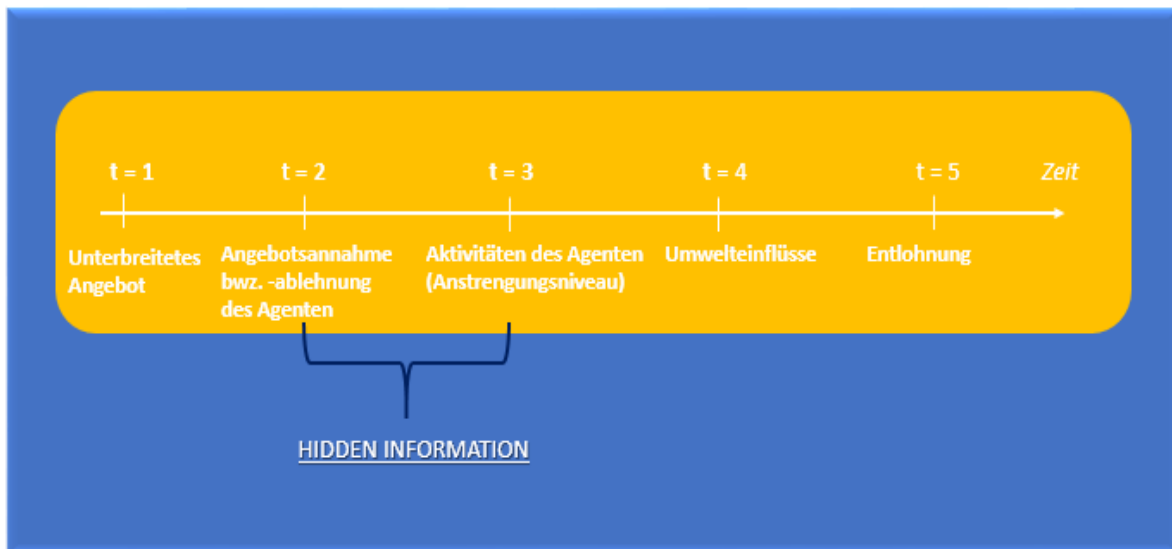 t = 1
t = 2
t = 3
t = 4
t = 5
Zeit
Unterbreitetes
Angebot
Angebotsannahme
bwz. -ablehnung
des Agenten
Aktivitäten des Agenten
(Anstrengungsniveau)
Umwelteinflüsse
Entlohnung
HIDDEN INFORMATION